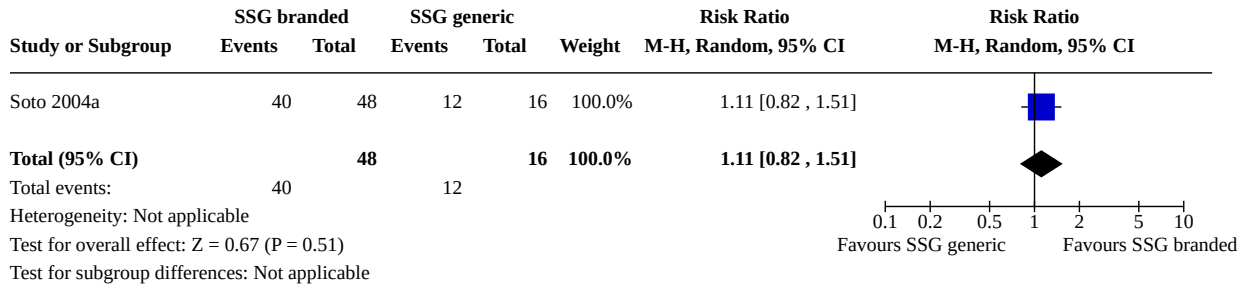 SSG branded SSG generic Risk Ratio Risk Ratio
Study or Subgroup Events Total Events Total Weight M-H, Random, 95% CI M-H, Random, 95% CI
Soto 2004a 40 48 12 16 100.0% 1.11 [0.82 , 1.51]
Total (95% CI) 48 16 100.0% 1.11 [0.82 , 1.51]
Total events: 40 12
Heterogeneity: Not applicable
0.1 0.2 0.5 1 2 5 10
Test for overall effect: Z = 0.67 (P = 0.51) Favours SSG generic Favours SSG branded
Test for subgroup differences: Not applicable